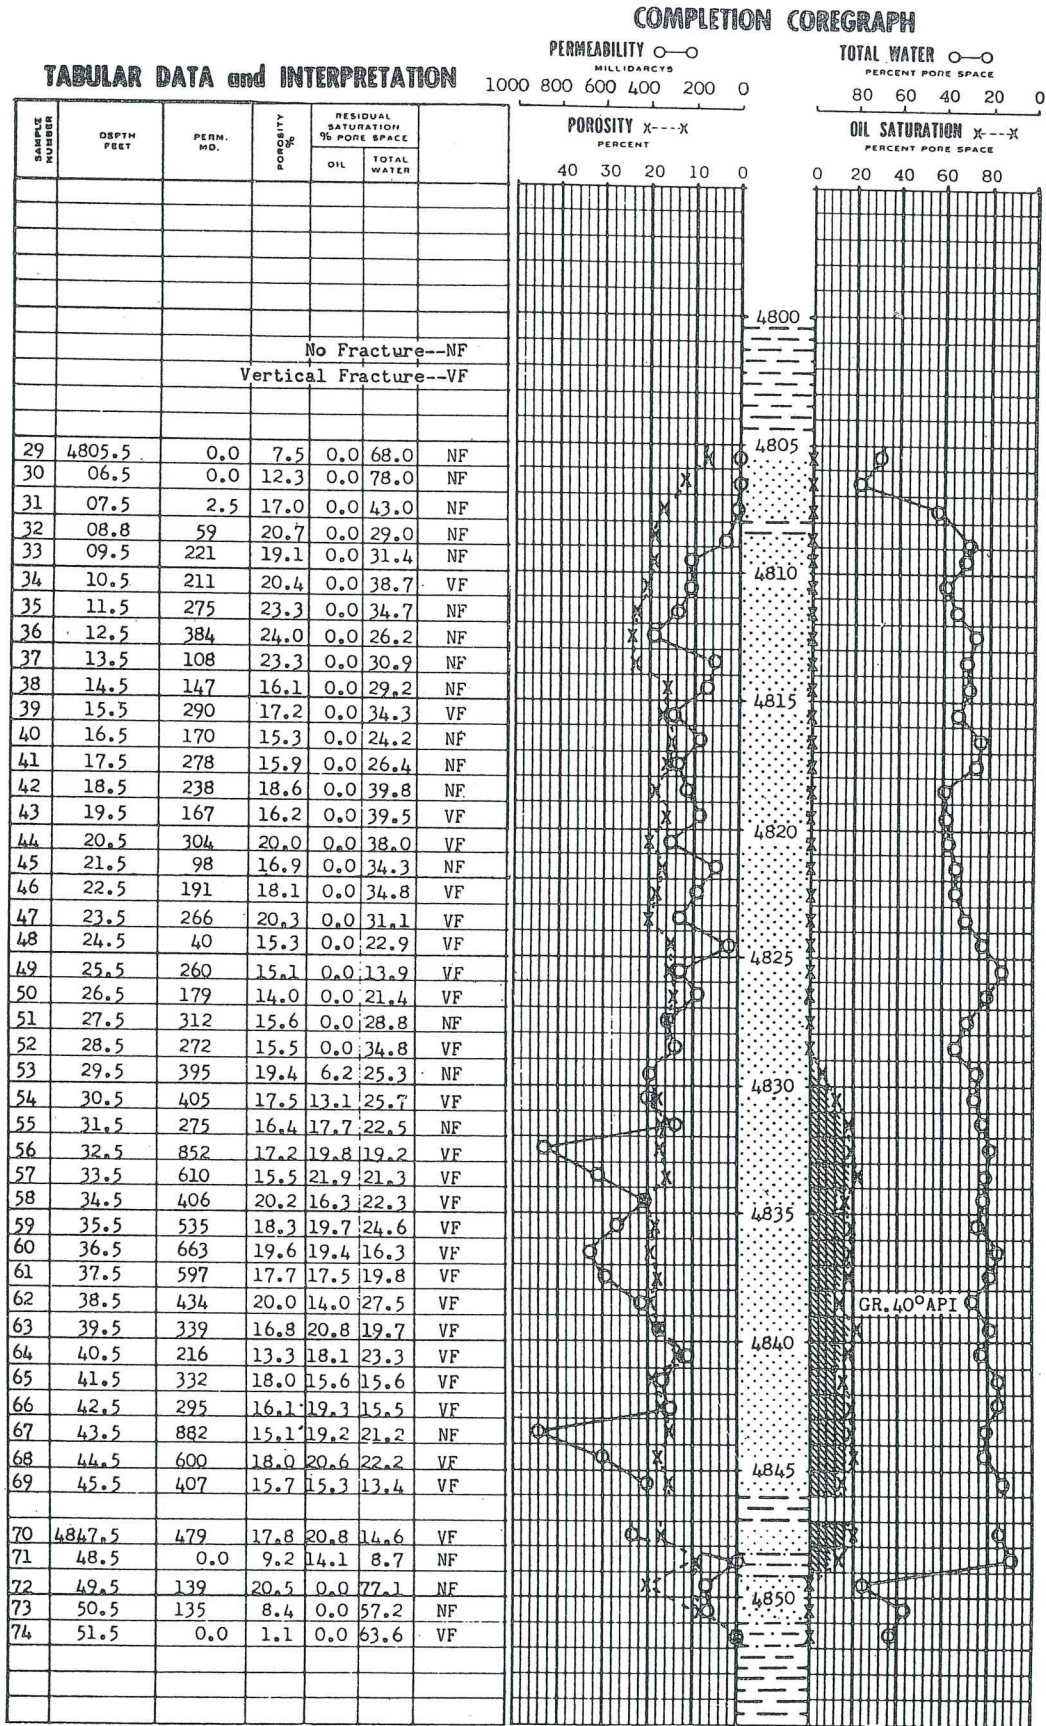 COMPLETION COREGRAPH
PERMEABILITY O—O
MILLIDARCYS
TOTAL WATER O—O
PERCENT PORE SPACE
TABULAR DATA and INTERPRETATION
1000 800 600 400 200 0
80 60 40 20
SAMPLE NUMBER
DEPTH FEET
PERM. MD.
POROSITY %
RESIDUAL SATURATION % PORE SPACE
OIL
TOTAL WATER
POROSITY X----X
PERCENT
OIL SATURATION X----X
PERCENT PORE SPACE
40 30 20 10 0
0 20 40 60 80
4800
No Fracture--NF
Vertical Fracture--VF
29 4805.5 0.0 7.5 0.0 68.0 NF
4805
30 06.5 0.0 12.3 0.0 78.0 NF
31 07.5 2.5 17.0 0.0 43.0 NF
32 08.8 59 20.7 0.0 29.0 NF
33 09.5 221 19.1 0.0 31.4 NF
4810
34 10.5 211 20.4 0.0 38.7 VF
35 11.5 275 23.3 0.0 34.7 NF
36 12.5 384 24.0 0.0 26.2 NF
37 13.5 108 23.3 0.0 30.9 NF
38 14.5 147 16.1 0.0 29.2 NF
4815
39 15.5 290 17.2 0.0 34.3 VF
40 16.5 170 15.3 0.0 24.2 NF
41 17.5 278 15.9 0.0 26.4 NF
42 18.5 238 18.6 0.0 39.8 NF
43 19.5 167 16.2 0.0 39.5 VF
4820
44 20.5 304 20.0 0.0 38.0 VF
45 21.5 98 16.9 0.0 34.3 NF
46 22.5 191 18.1 0.0 34.8 VF
47 23.5 266 20.3 0.0 31.1 VF
48 24.5 40 15.3 0.0 22.9 VF
4825
49 25.5 260 15.1 0.0 13.9 VF
50 26.5 179 14.0 0.0 21.4 VF
51 27.5 312 15.6 0.0 28.8 NF
52 28.5 272 15.5 0.0 34.8 VF
53 29.5 395 19.4 6.2 25.3 NF
4830
54 30.5 405 17.5 13.1 25.7 VF
55 31.5 275 16.4 17.7 22.5 NF
56 32.5 852 17.2 19.8 19.2 VF
57 33.5 610 15.5 21.9 21.3 VF
58 34.5 406 20.2 16.3 22.3 VF
4835
59 35.5 535 18.3 19.7 24.6 VF
60 36.5 663 19.6 19.4 16.3 VF
61 37.5 597 17.7 17.5 19.8 VF
62 38.5 434 20.0 14.0 27.5 VF
GR.40°API
63 39.5 339 16.8 20.8 19.7 VF
4840
64 40.5 216 13.3 18.1 23.3 VF
65 41.5 332 18.0 15.6 15.6 VF
66 42.5 295 16.1 19.3 15.5 VF
67 43.5 882 15.1 19.2 21.2 NF
68 44.5 600 18.0 20.6 22.2 VF
4845
69 45.5 407 15.7 15.3 13.4 VF
70 4847.5 479 17.8 20.8 14.6 VF
71 48.5 0.0 9.2 14.1 8.7 NF
72 49.5 139 20.5 0.0 77.1 NF
4850
73 50.5 135 8.4 0.0 57.2 NF
74 51.5 0.0 1.1 0.0 63.6 VF